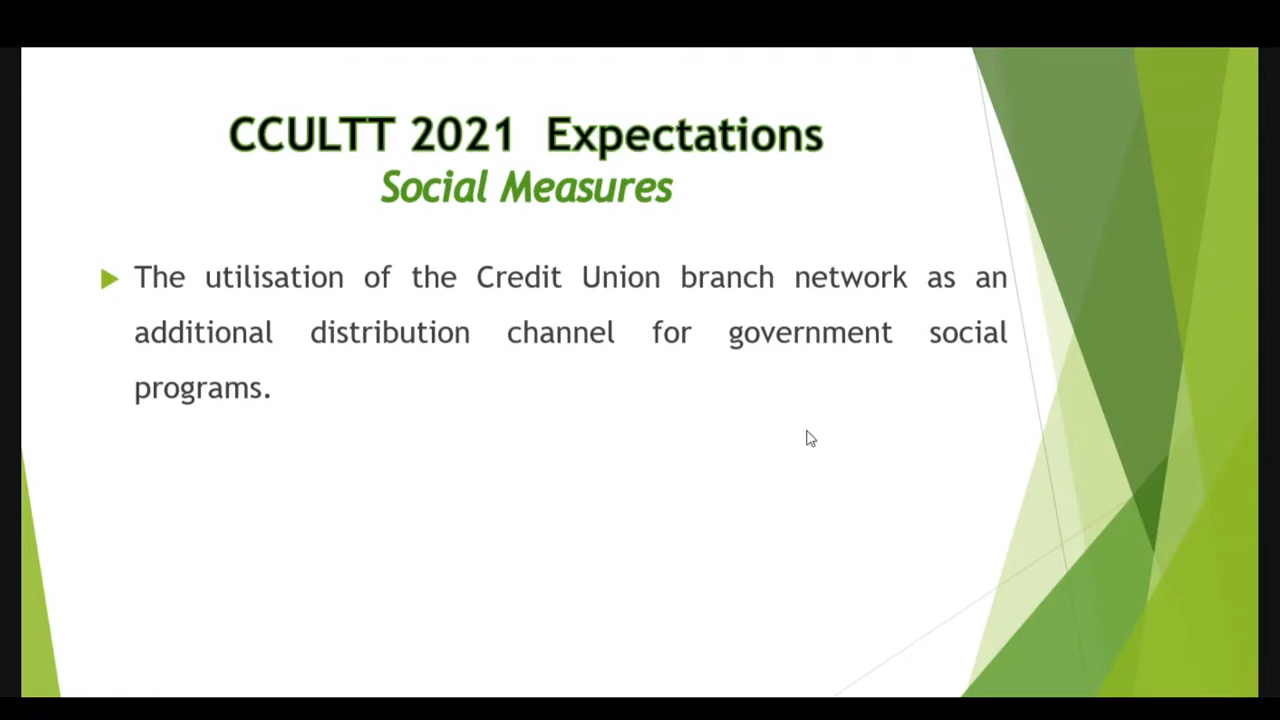 CCULTT 2021 Expectations
Social Measures
The utilisation of the Credit Union branch network as an
additional distribution channel for government social
programs.